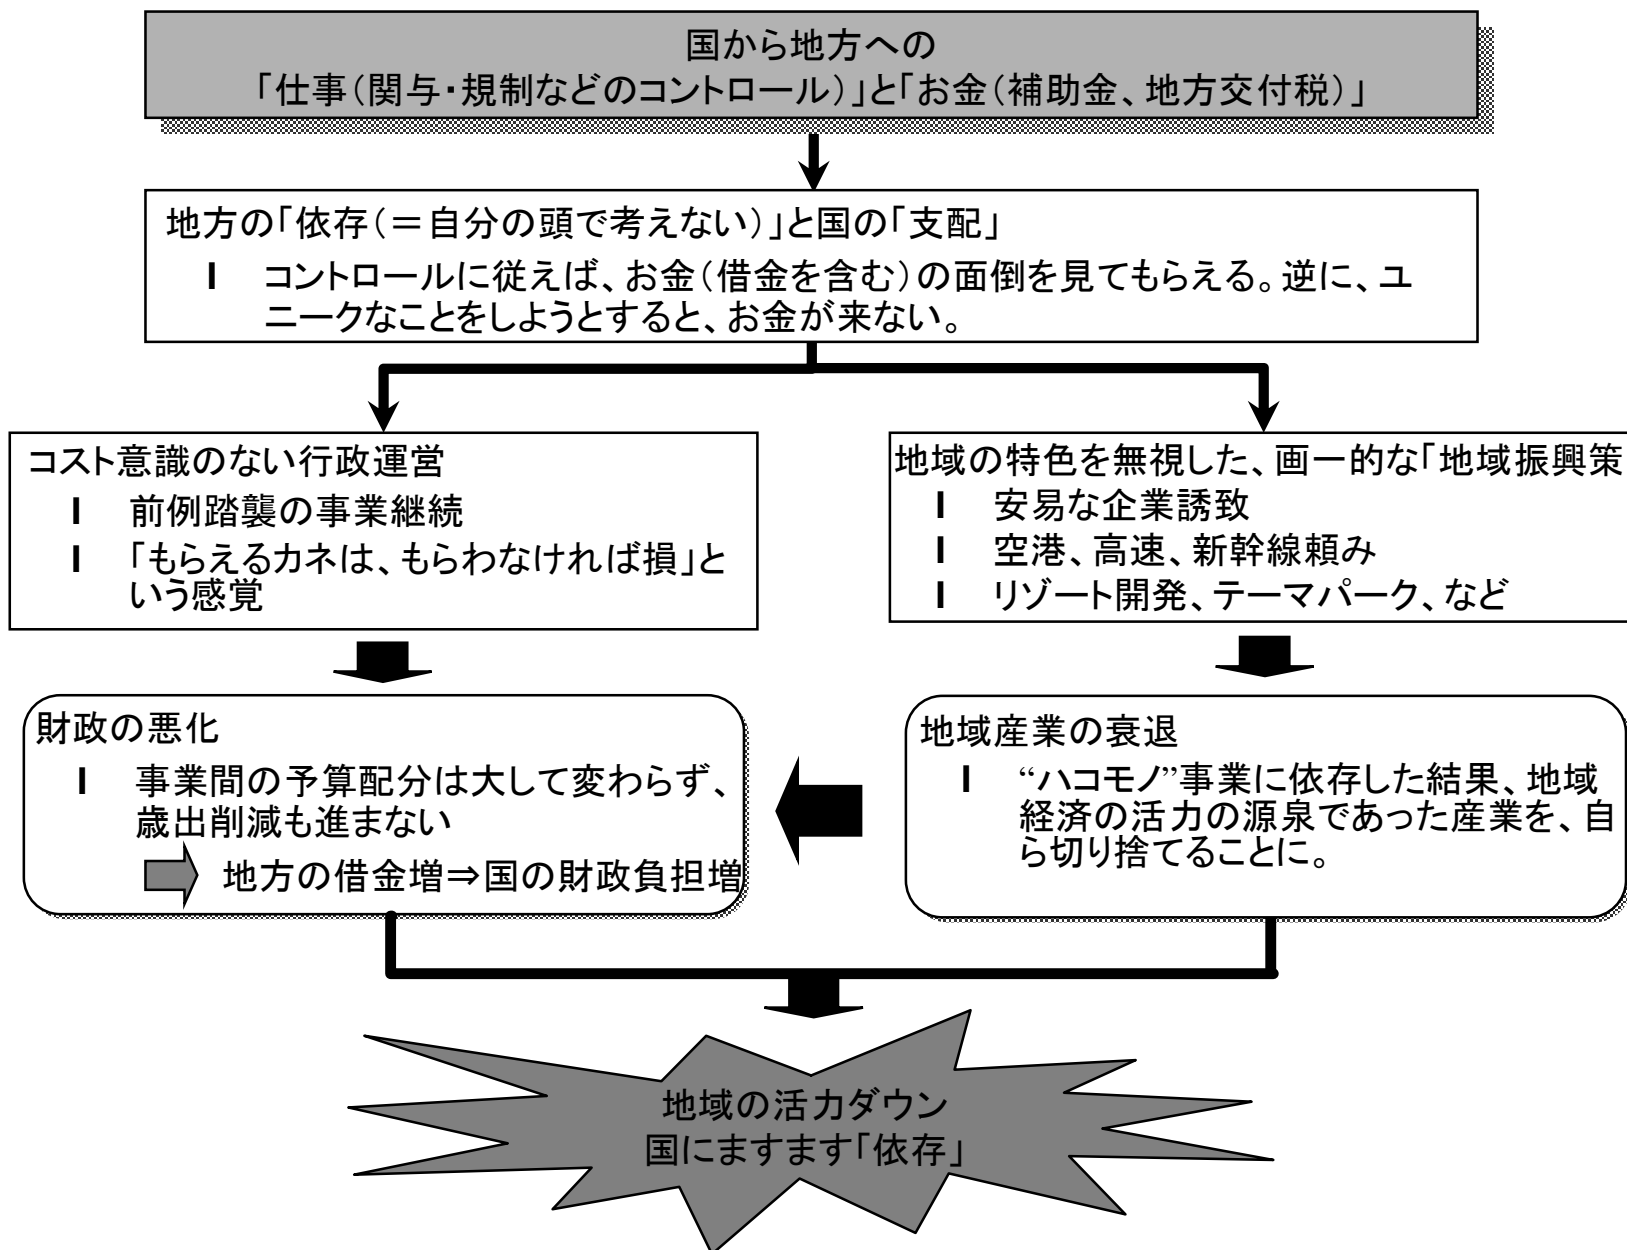 国から地方への
「仕事（関与・規制などのコントロール）」と「お金（補助金、地方交付税）」
地方の「依存（＝自分の頭で考えない）」と国の「支配」
コントロールに従えば、お金（借金を含む）の面倒を見てもらえる。逆に、ユ
ニークなことをしようとすると、お金が来ない。
コスト意識のない行政運営
前例踏襲の事業継続
「もらえるカネは、もらわなければ損」と
いう感覚
地域の特色を無視した、画一的な「地域振興策
安易な企業誘致
空港、高速、新幹線頼み
リゾート開発、テーマパーク、など
財政の悪化
事業間の予算配分は大して変わらず、
歳出削減も進まない
地方の借金増⇒国の財政負担増
地域産業の衰退
“ハコモノ”事業に依存した結果、地域
経済の活力の源泉であった産業を、自
ら切り捨てることに。
地域の活力ダウン
国にますます「依存」